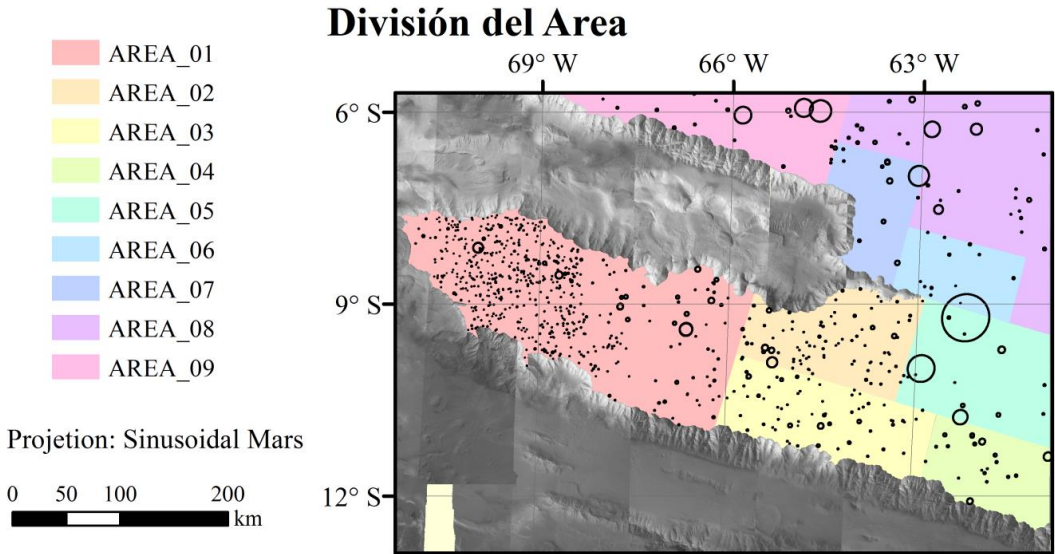 División del Area
AREA_01
AREA_02
AREA_03
AREA_04
AREA_05
AREA_06
AREA_07
AREA_08
AREA_09
Projetion: Sinusoidal Mars
0 50 100 200
km
69° W 66° W 63° W
6° S
9° S
12° S